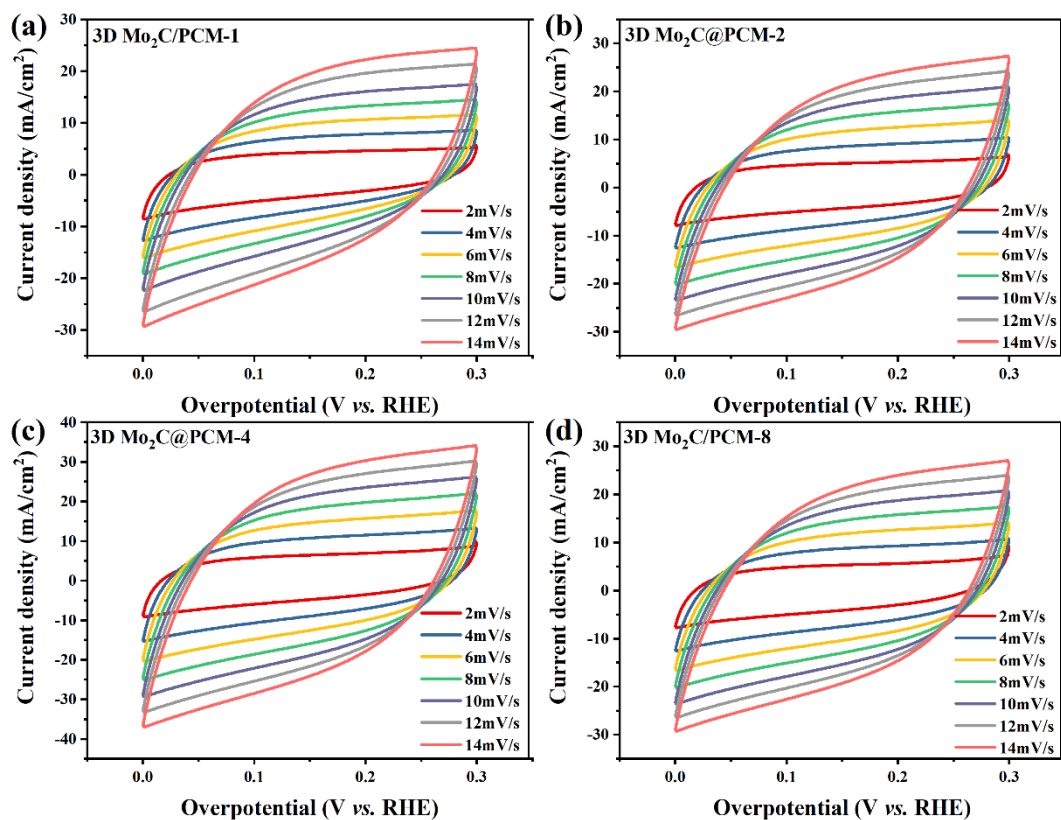 (a)
3D Mo₂C/PCM-1
Current density (mA/cm²)
30
20
10
0
-10
-20
-30
2mV/s
4mV/s
6mV/s
8mV/s
10mV/s
12mV/s
14mV/s
0.0 0.1 0.2 0.3
Overpotential (V vs. RHE)
(b)
3D Mo₂C@PCM-2
Current density (mA/cm²)
30
20
10
0
-10
-20
-30
2mV/s
4mV/s
6mV/s
8mV/s
10mV/s
12mV/s
14mV/s
0.0 0.1 0.2 0.3
Overpotential (V vs. RHE)
(c)
3D Mo₂C@PCM-4
Current density (mA/cm²)
40
30
20
10
0
-10
-20
-30
-40
2mV/s
4mV/s
6mV/s
8mV/s
10mV/s
12mV/s
14mV/s
0.0 0.1 0.2 0.3
Overpotential (V vs. RHE)
(d)
3D Mo₂C/PCM-8
Current density (mA/cm²)
30
20
10
0
-10
-20
-30
2mV/s
4mV/s
6mV/s
8mV/s
10mV/s
12mV/s
14mV/s
0.0 0.1 0.2 0.3
Overpotential (V vs. RHE)